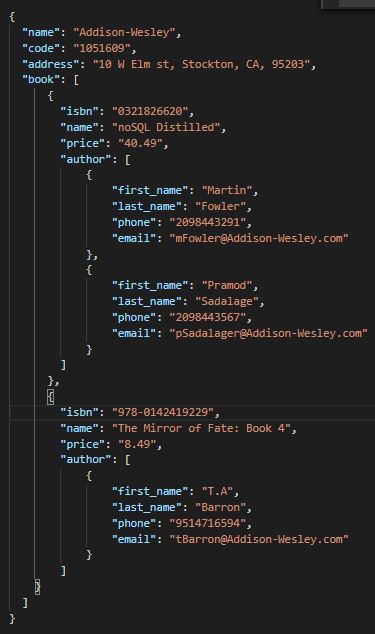 {
"name": "Addison-Wesley",
"code": "1051609",
"address": "10 W Elm st, Stockton, CA, 95203",
"book": [
{
"isbn": "0321826620",
"name": "noSQL Distilled",
"price": "40.49",
"author": [
{
"first_name": "Martin",
"last_name": "Fowler",
"phone": "2098443291",
"email": "mFowler@Addison-Wesley.com"
},
{
"first_name": "Pramod",
"last_name": "Sadalage",
"phone": "2098443567",
"email": "pSadalager@Addison-Wesley.com"
}
]
},
{
"isbn": "978-0142419229",
"name": "The Mirror of Fate: Book 4",
"price": "8.49",
"author": [
{
"first_name": "T.A",
"last_name": "Barron",
"phone": "9514716594",
"email": "tBarron@Addison-Wesley.com"
}
]
}
]
}